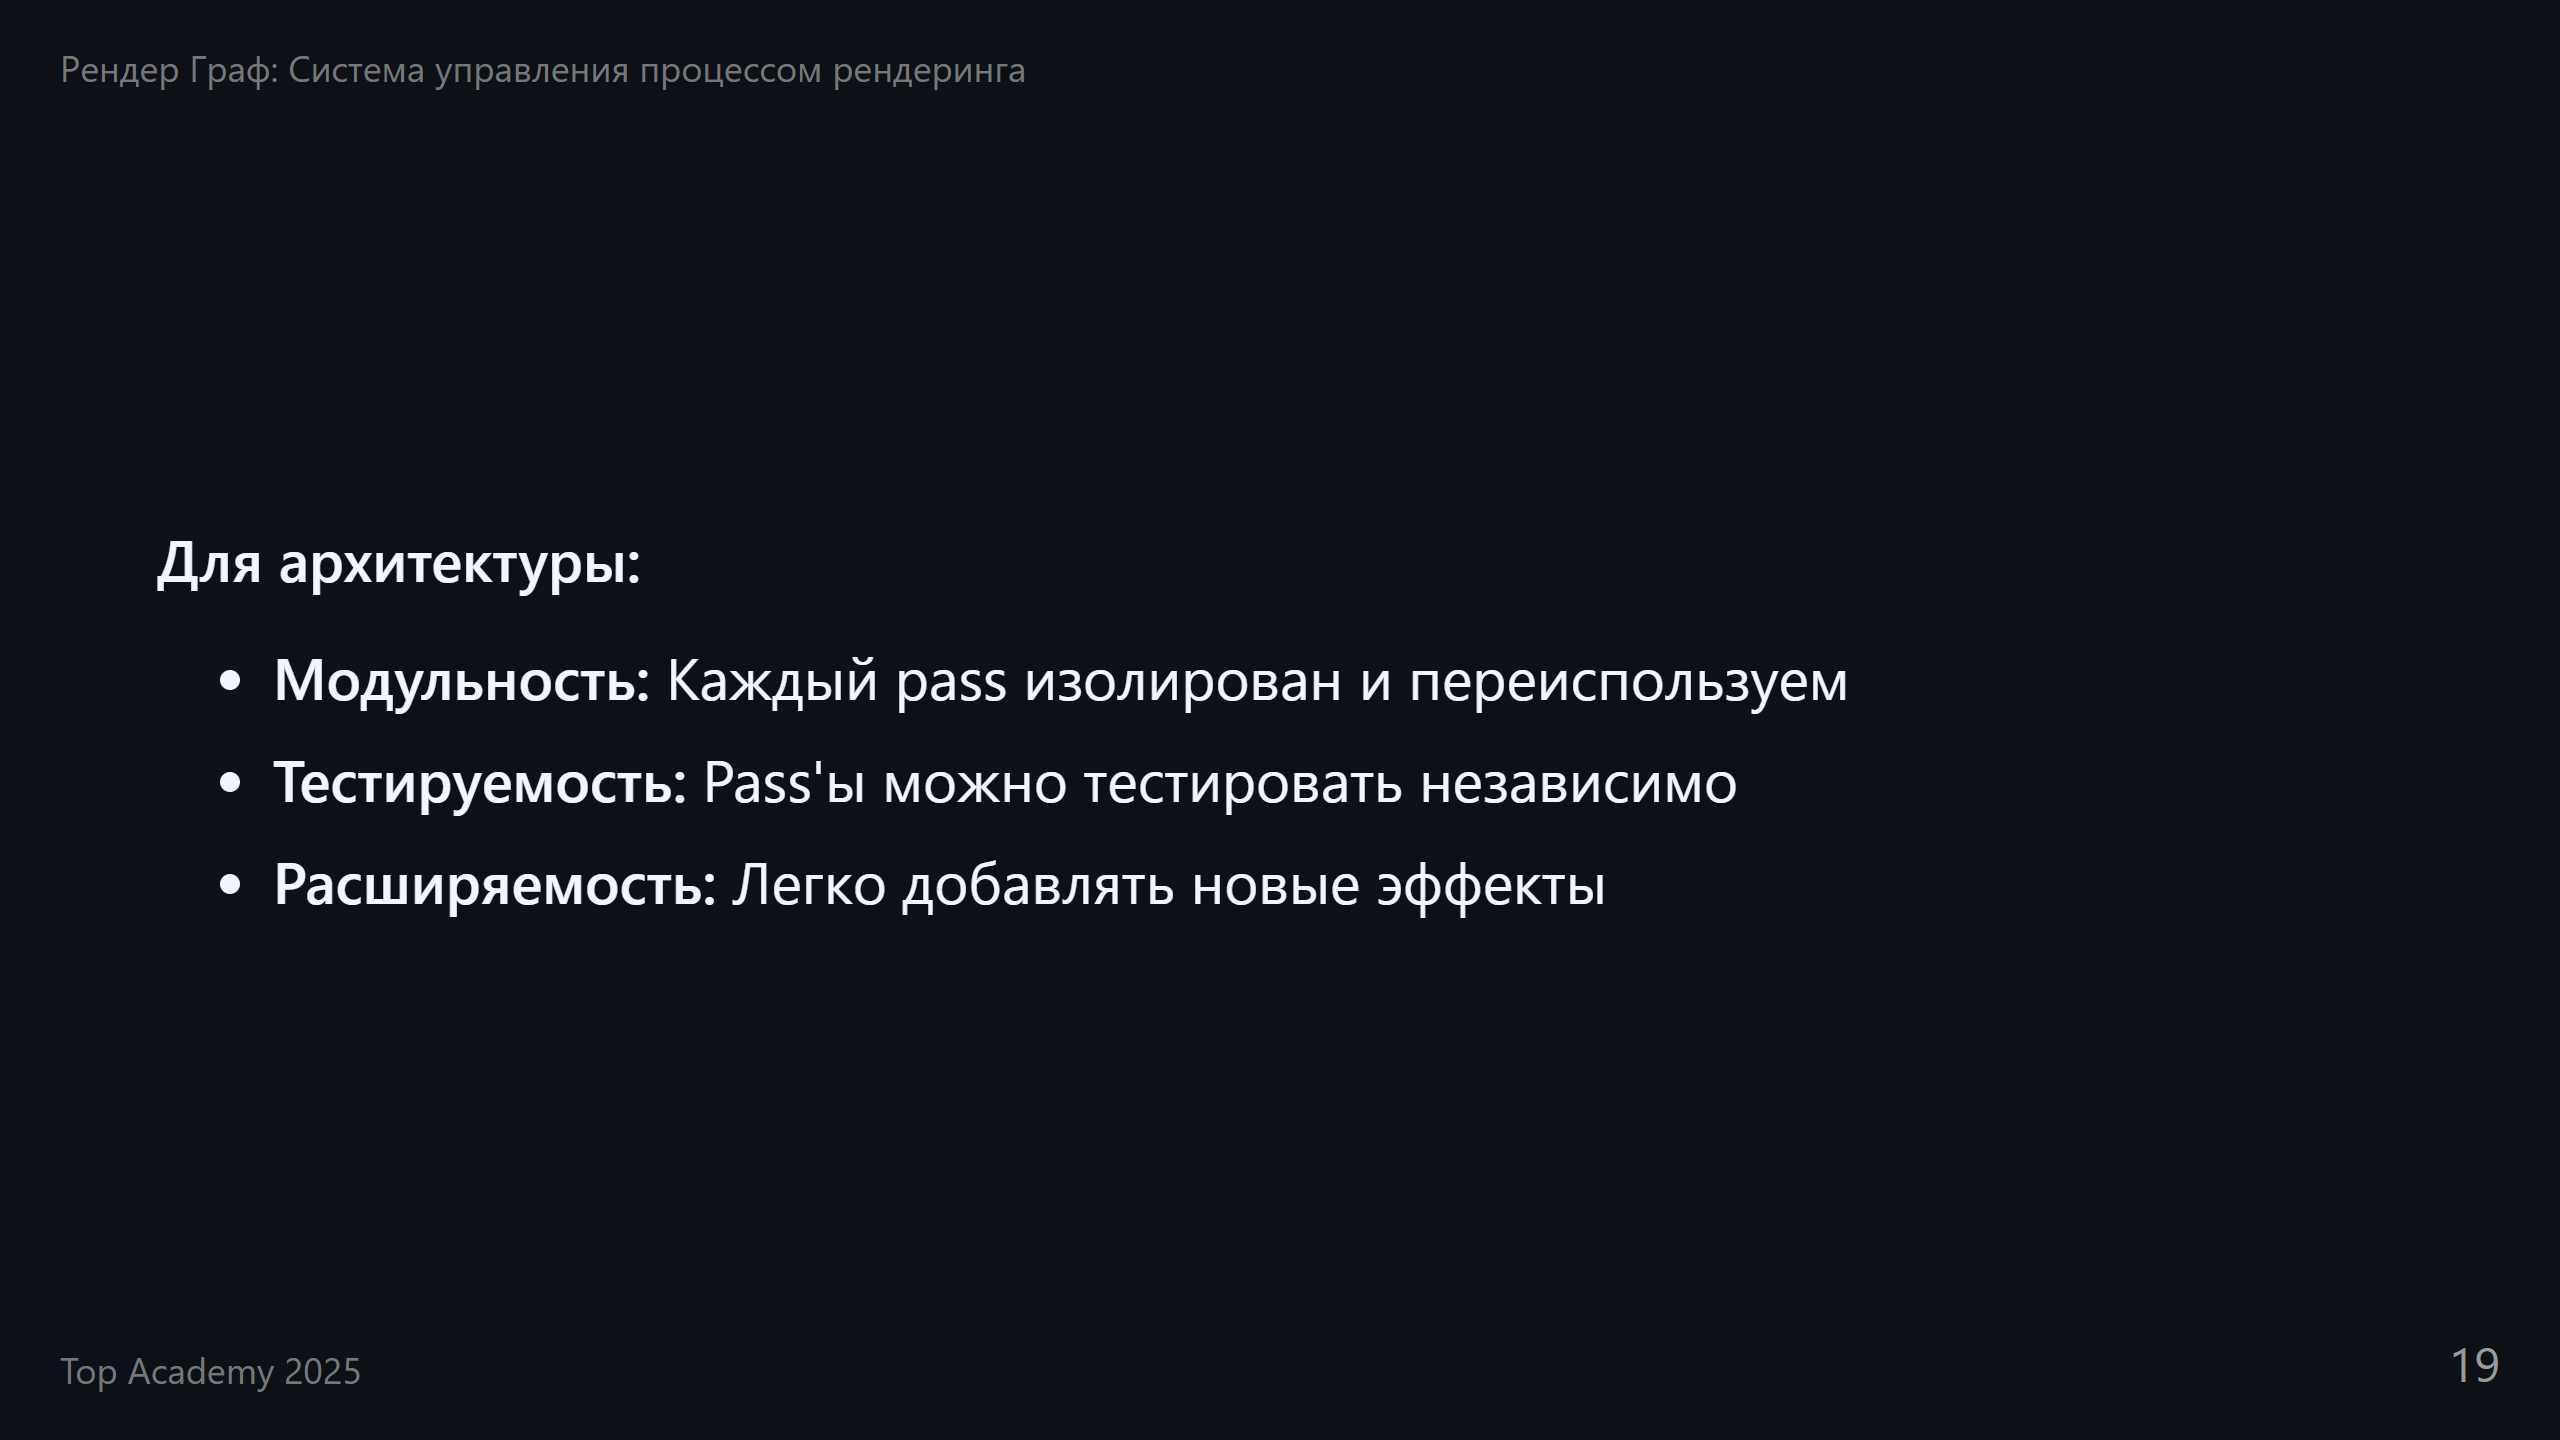 Рендер Граф: Система управления процессом рендеринга
Для архитектуры:
• Модульность: Каждый pass изолирован и переиспользуем
• Тестируемость: Pass'ы можно тестировать независимо
• Расширяемость: Легко добавлять новые эффекты
Top Academy 2025
19